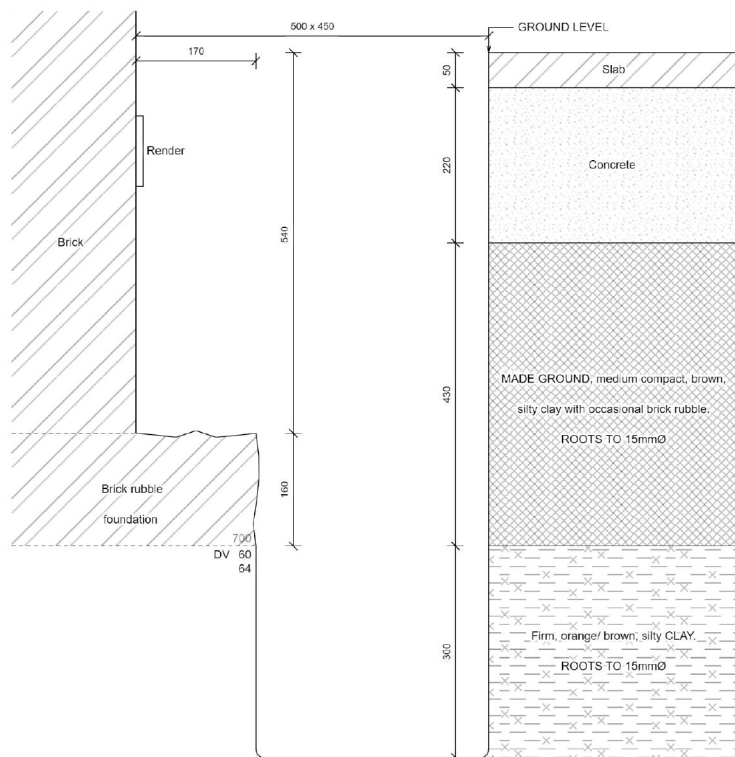 500 x 450
GROUND LEVEL
170
50
Slab
Render
220
Concrete
540
Brick
MADE GROUND, medium compact, brown,
silty clay with occasional brick rubble.
ROOTS TO 15mmØ
430
Brick rubble
foundation
160
700
DV 60
64
Firm, orange/ brown, silty CLAY.
ROOTS TO 15mmØ
300